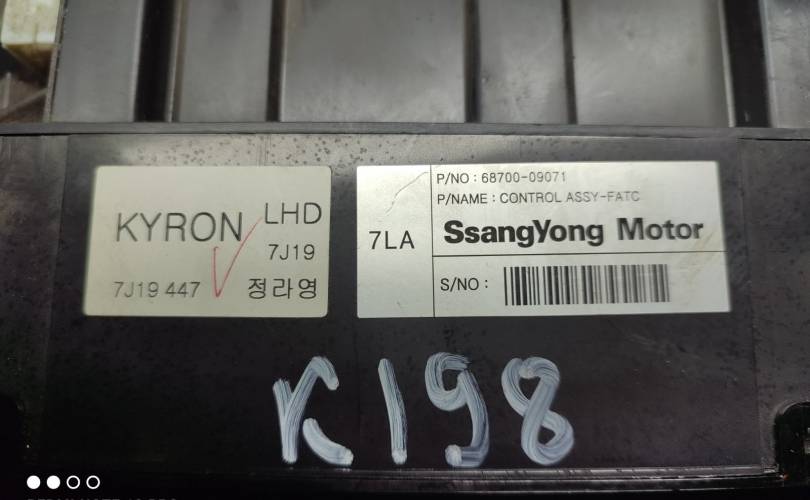 KYRON LHD
7J19
7J19 447 정라영
7LA
P/NO : 68700-09071
P/NAME : CONTROL ASSY-FATC
SsangYong Motor
S/NO :
K198